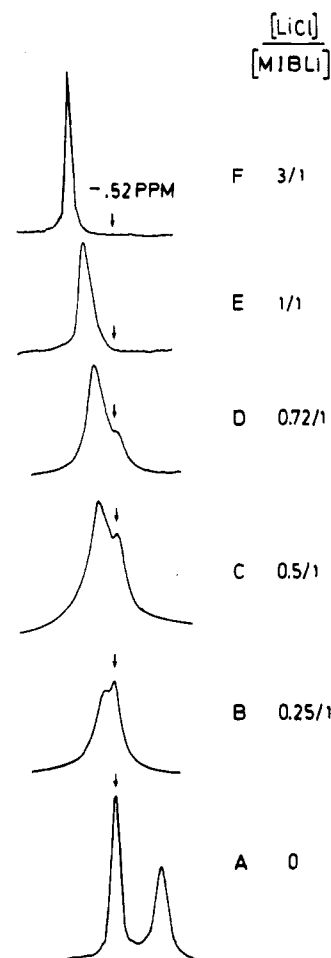 [LiCl]
[MIBLi]
F 3/1
-.52 PPM
E 1/1
D 0.72/1
C 0.5/1
B 0.25/1
A 0